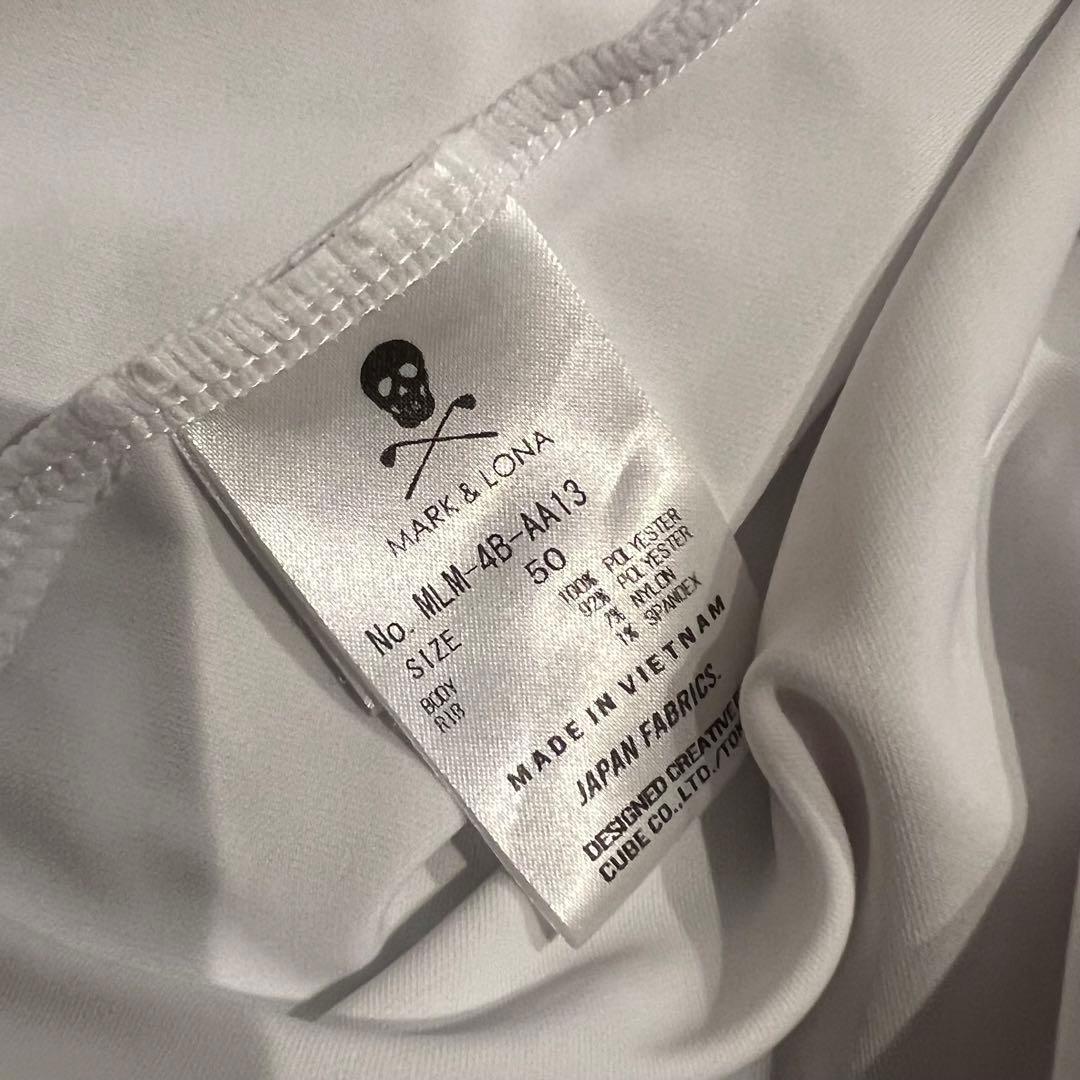 MARK & LONA
No. MLM-4B-AA13
SIZE 50
BODY 100% POLYESTER
RIB 92% POLYESTER
7% NYLON
1% SPANDEX
MADE IN VIETNAM
JAPAN FABRICS.
DESIGNED CREATIVE
CUBE CO.,LTD./